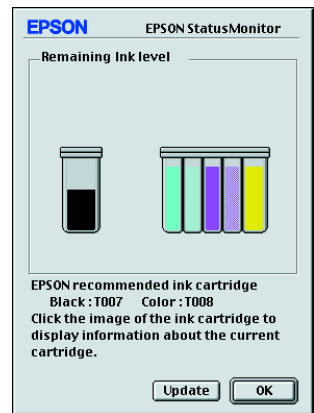 EPSON EPSON StatusMonitor
Remaining Ink level
EPSON recommended ink cartridge
Black : T007 Color : T008
Click the image of the ink cartridge to
display information about the current
cartridge.
Update OK